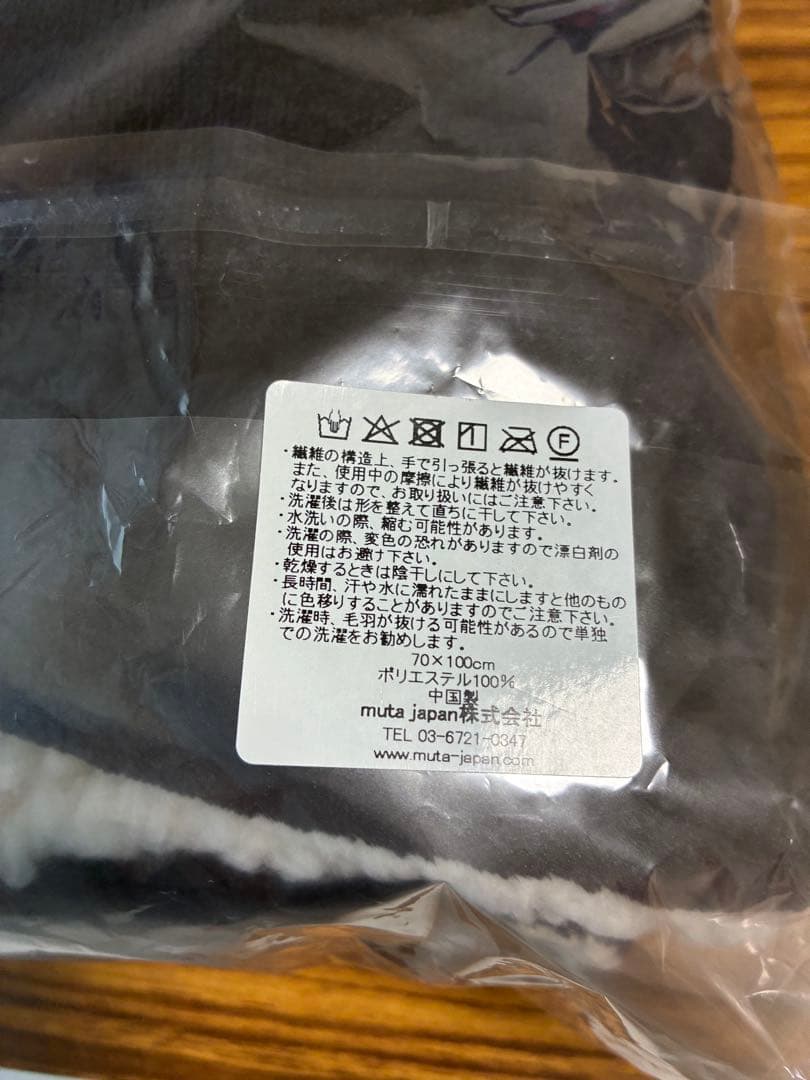 F
・繊維の構造上、手で引っ張ると繊維が抜けます。
また、使用中の摩擦により繊維が抜けやすく
なりますので、お取り扱いにはご注意下さい。
・洗濯後は形を整えて直ちに干して下さい。
・水洗いの際、縮む可能性があります。
・洗濯の際、変色の恐れがありますので漂白剤の
使用はお避け下さい。
・乾燥するときは陰干しにして下さい。
・長時間、汗や水に濡れたままにしますと他のもの
に色移りすることがありますのでご注意下さい。
・洗濯時、毛羽が抜ける可能性があるので単独
での洗濯をお勧めします。
70×100cm
ポリエステル100%
中国製
muta japan株式会社
TEL 03-6721-0347
www.muta-japan.com